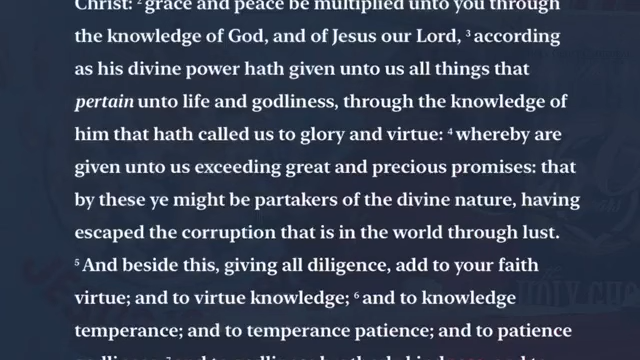 Christ: ² grace and peace be multiplied unto you through
the knowledge of God, and of Jesus our Lord, ³ according
as his divine power hath given unto us all things that
pertain unto life and godliness, through the knowledge of
him that hath called us to glory and virtue: ⁴ whereby are
given unto us exceeding great and precious promises: that
by these ye might be partakers of the divine nature, having
escaped the corruption that is in the world through lust.
⁵ And beside this, giving all diligence, add to your faith
virtue; and to virtue knowledge; ⁶ and to knowledge
temperance; and to temperance patience; and to patience